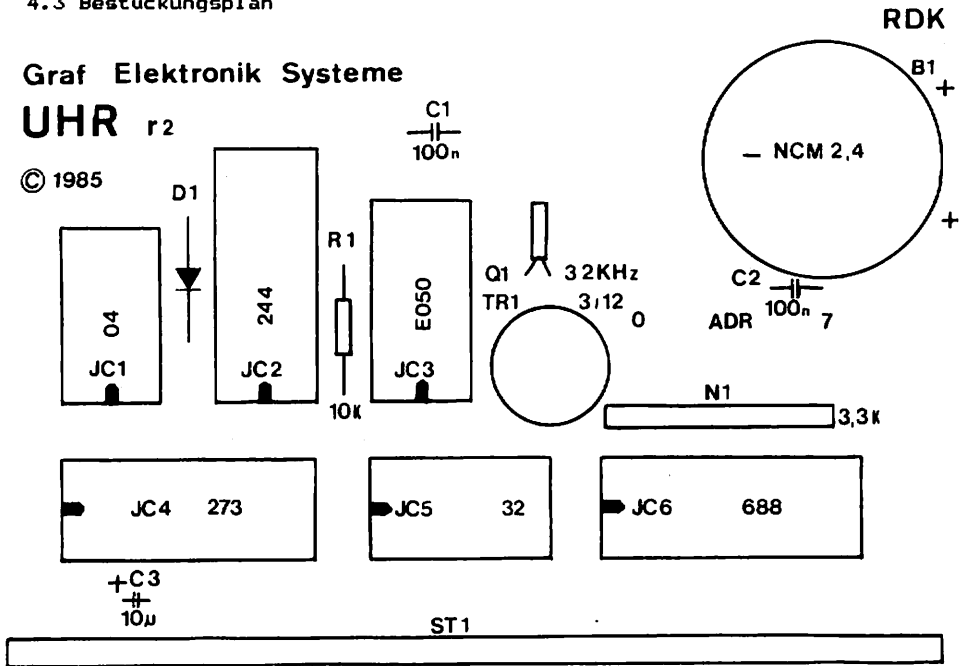 4.3 Bestückungsplan
RDK
Graf Elektronik Systeme
UHR r2
© 1985
B1
+
− NCM 2,4
+
C1
100n
D1
R1
Q1 32KHz
TR1 3/12
C2
100n
0 ADR 7
04
JC1
244
JC2
10K
E050
JC3
N1
3,3K
JC4 273
JC5 32
JC6 688
+C3
10µ
ST1